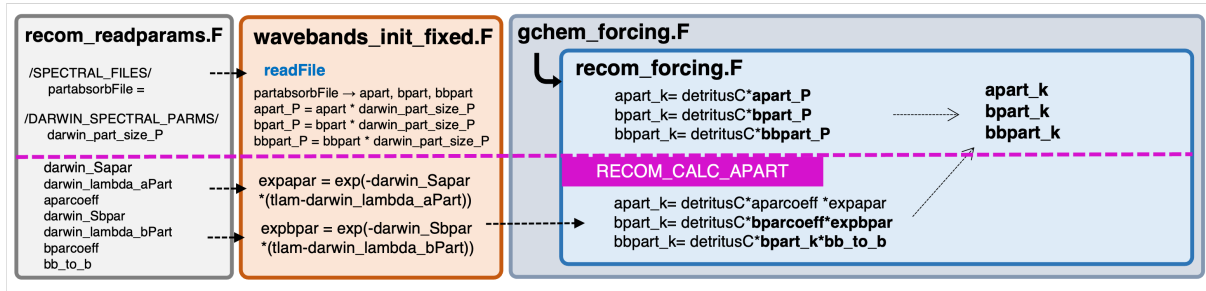 recom_readparams.F
/SPECTRAL_FILES/
partabsorbFile =
/DARWIN_SPECTRAL_PARMS/
darwin_part_size_P
darwin_Sapar
darwin_lambda_aPart
aparcoeff
darwin_Sbpar
darwin_lambda_bPart
bparcoeff
bb_to_b
wavebands_init_fixed.F
readFile
partabsorbFile → apart, bpart, bbpart
apart_P = apart * darwin_part_size_P
bpart_P = bpart * darwin_part_size_P
bbpart_P = bbpart * darwin_part_size_P
expapar = exp(-darwin_Sapar
*(tlam-darwin_lambda_aPart))
expbpar = exp(-darwin_Sbpar
*(tlam-darwin_lambda_bPart))
gchem_forcing.F
recom_forcing.F
apart_k= detritusC*apart_P
bpart_k= detritusC*bpart_P
bbpart_k= detritusC*bbpart_P
apart_k
bpart_k
bbpart_k
RECOM_CALC_APART
apart_k= detritusC*aparcoeff *expapar
bpart_k= detritusC*bparcoeff*expbpar
bbpart_k= detritusC*bpart_k*bb_to_b